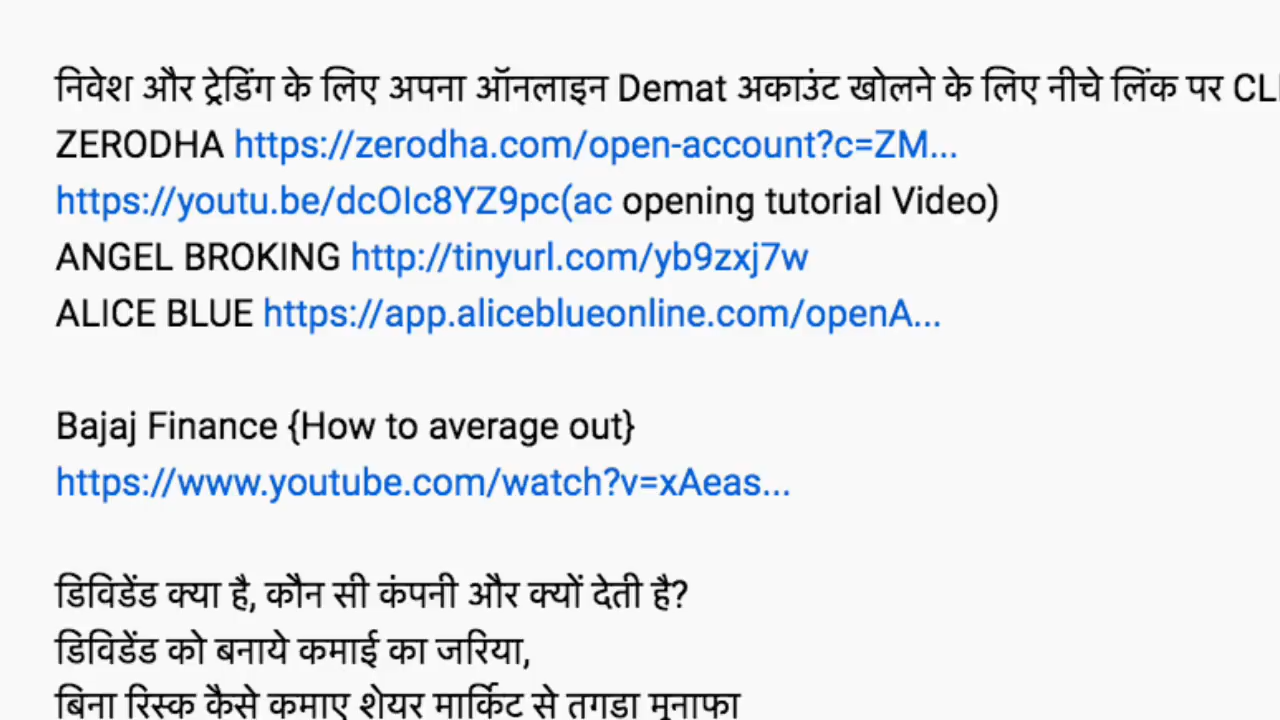 निवेश और ट्रेडिंग के लिए अपना ऑनलाइन Demat अकाउंट खोलने के लिए नीचे लिंक पर
ZERODHA https://zerodha.com/open-account?c=ZM...
https://youtu.be/dcOIc8YZ9pc(ac opening tutorial Video)
ANGEL BROKING http://tinyurl.com/yb9zxj7w
ALICE BLUE https://app.aliceblueonline.com/openA...
Bajaj Finance {How to average out}
https://www.youtube.com/watch?v=xAeas...
डिविडेंड क्या है, कौन सी कंपनी और क्यों देती है?
डिविडेंड को बनाये कमाई का जरिया,
बिना रिस्क कैसे कमाए शेयर मार्किट से तगडा मुनाफा